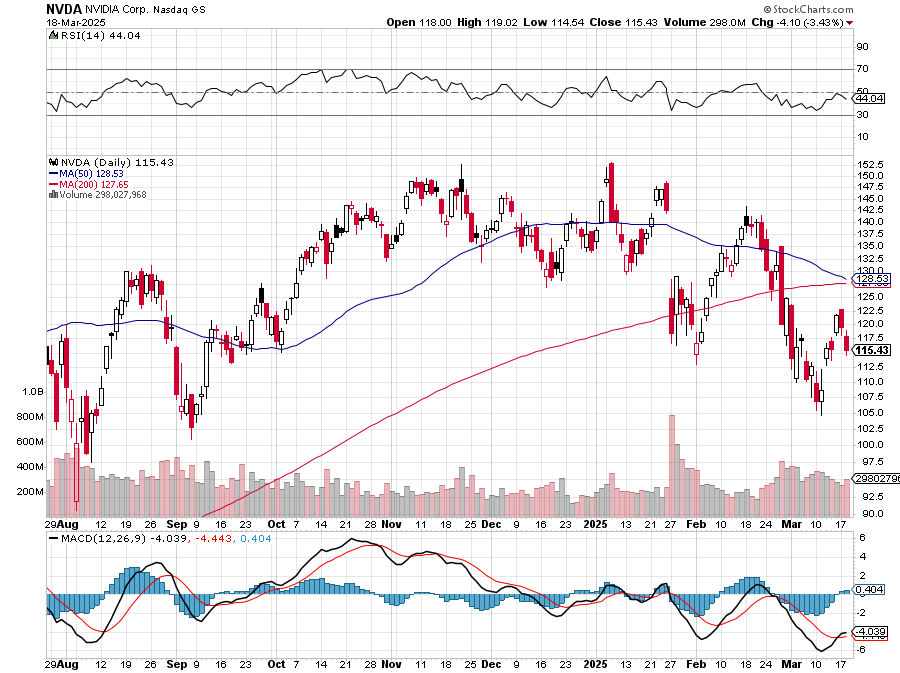 NVDA NVIDIA Corp. Nasdaq GS
© StockCharts.com
18-Mar-2025
Open 118.00 High 119.02 Low 114.54 Close 115.43 Volume 298.0M Chg -4.10 (-3.43%)
RSI(14) 44.04
90
70
50
44.04
30
10
NVDA (Daily) 115.43
MA(50) 128.53
MA(200) 127.65
Volume 298,027,968
152.5
150.0
147.5
145.0
142.5
140.0
137.5
135.0
132.5
130.0
128.53
125.0
122.5
120.0
117.5
115.43
112.5
110.0
107.5
105.0
102.5
100.0
97.5
92.5
90.0
1.0B
800M
600M
400M
200M
29 Aug 12 19 26 Sep 9 16 23 Oct 7 14 21 28 Nov 11 18 25 Dec 9 16 23 2025 13 21 27 Feb 10 18 24 Mar 10 17
MACD(12,26,9) -4.039, -4.443, 0.404
6
4
2
0.404
-2
-4.039
-6
29 Aug 12 19 26 Sep 9 16 23 Oct 7 14 21 28 Nov 11 18 25 Dec 9 16 23 2025 13 21 27 Feb 10 18 24 Mar 10 17